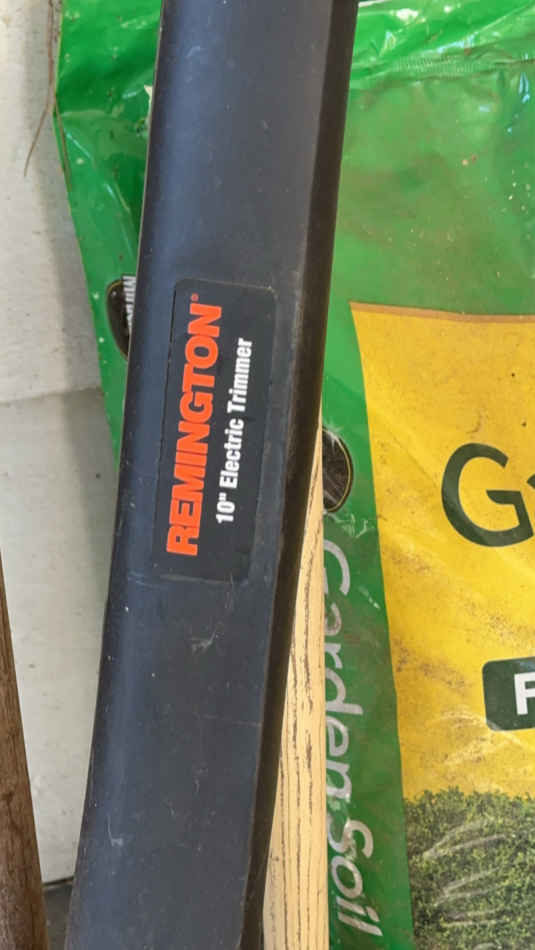 REMINGTON®
10" Electric Trimmer
Garden Soil